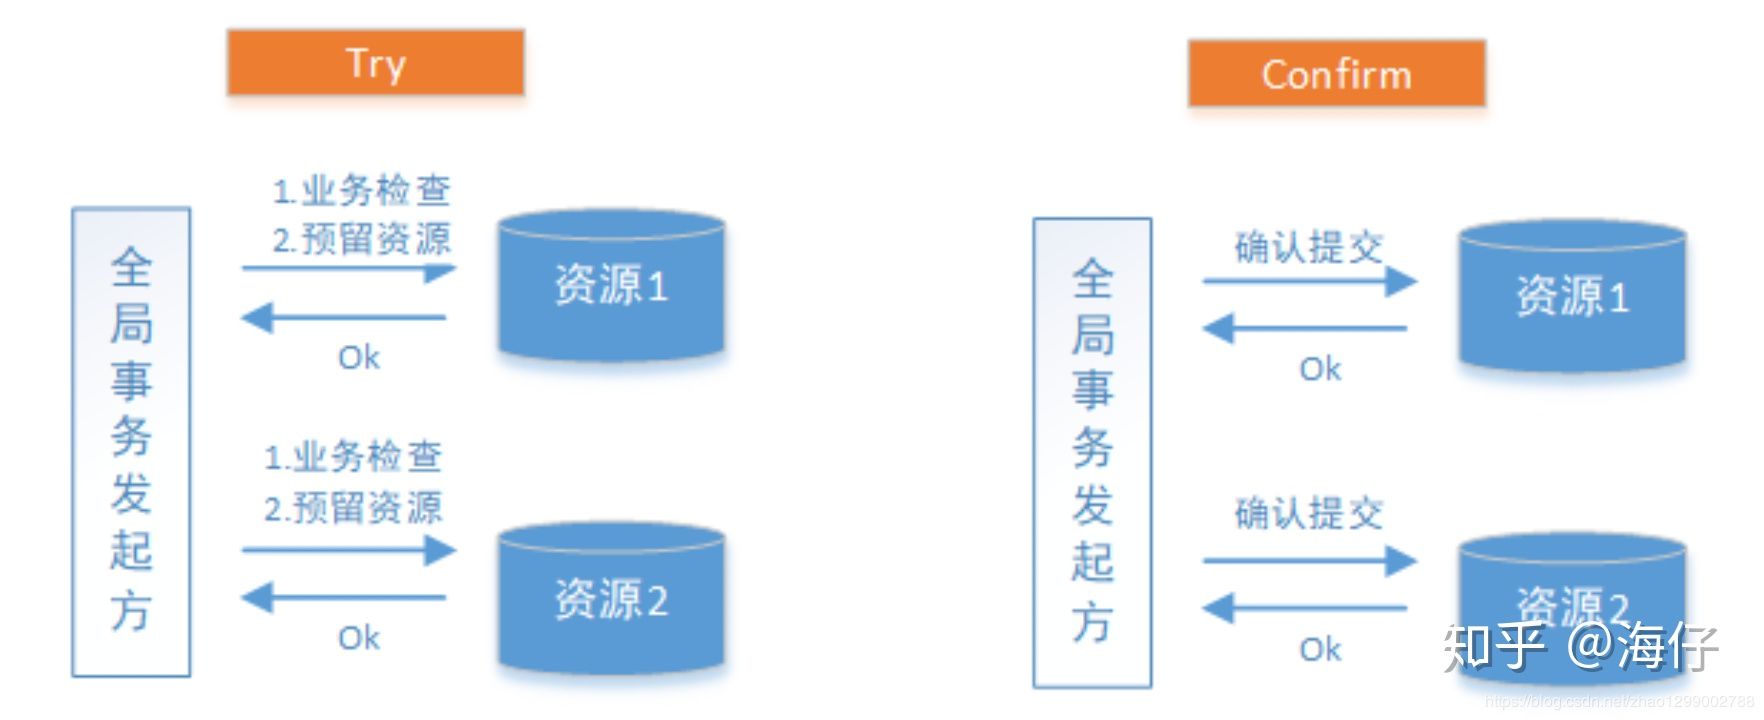 Try
Confirm
1.业务检查
2.预留资源
全局事务发起方
资源1
Ok
1.业务检查
2.预留资源
资源2
Ok
确认提交
全局事务发起方
资源1
Ok
确认提交
资源2
Ok
知乎 @海仔
https://blog.csdn.net/zhao1299002788